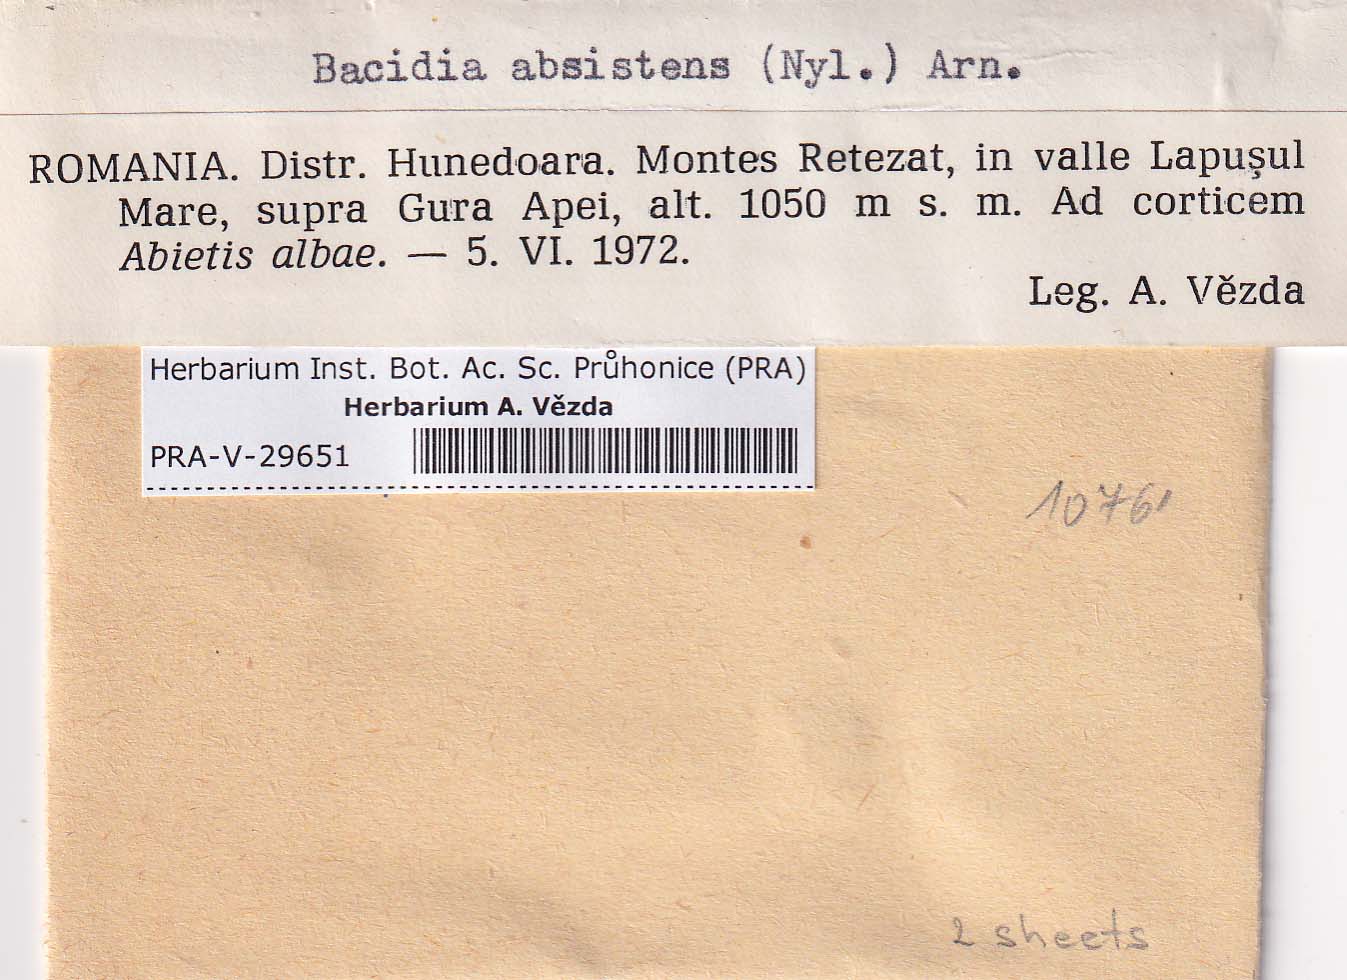 Bacidia absistens (Nyl.) Arn.
ROMANIA. Distr. Hunedoara. Montes Retezat, in valle Lapuşul
Mare, supra Gura Apei, alt. 1050 m s. m. Ad corticem
Abietis albae. — 5. VI. 1972.
Leg. A. Vězda
Herbarium Inst. Bot. Ac. Sc. Průhonice (PRA)
Herbarium A. Vězda
PRA-V-29651
1076
2 sheets